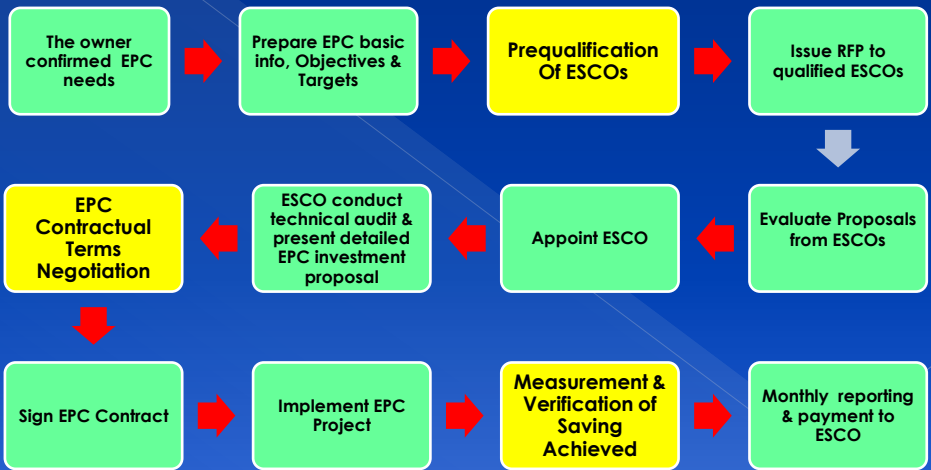 The owner
confirmed EPC
needs
Prepare EPC basic
info, Objectives &
Targets
Prequalification
Of ESCOs
Issue RFP to
qualified ESCOs
Evaluate Proposals
from ESCOs
Appoint ESCO
ESCO conduct
technical audit &
present detailed
EPC investment
proposal
EPC
Contractual
Terms
Negotiation
Sign EPC Contract
Implement EPC
Project
Measurement &
Verification of
Saving
Achieved
Monthly reporting
& payment to
ESCO